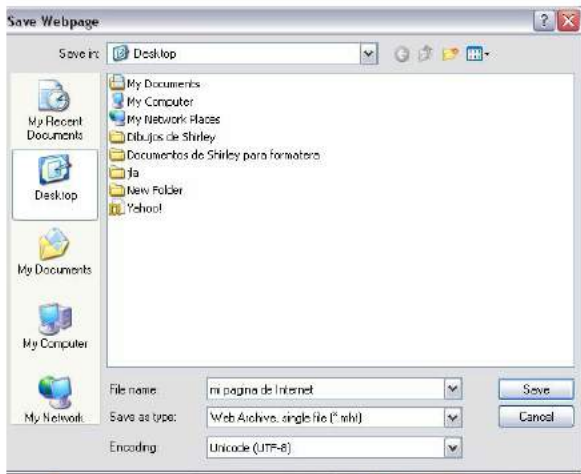 Save Webpage
Save in: Desktop
My Recent
Documents
Desktop
My Documents
My Computer
My Network
My Documents
My Computer
My Network Places
Dibujos de Shirley
Documentos de Shirley para formatera
jla
New Folder
Yahoo!
File name: mi pagina de Internet
Save
Save as type: Web Archive, single file (*.mht)
Cancel
Encoding: Unicode (UTF-8)